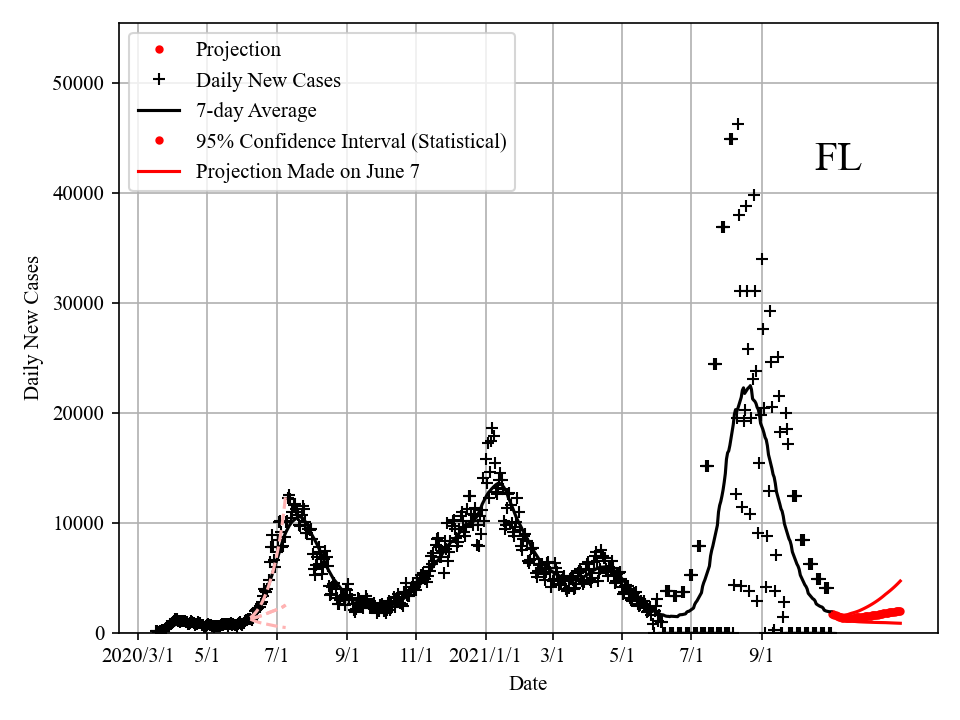 Projection
Daily New Cases
7-day Average
95% Confidence Interval (Statistical)
Projection Made on June 7
FL
50000
40000
30000
20000
10000
0
Daily New Cases
2020/3/1 5/1 7/1 9/1 11/1 2021/1/1 3/1 5/1 7/1 9/1
Date